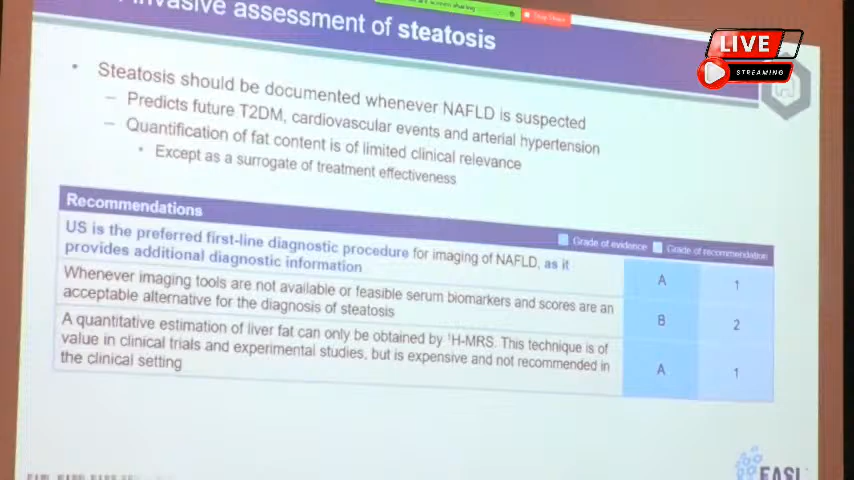 invasive assessment of steatosis
LIVE
STREAMING
• Steatosis should be documented whenever NAFLD is suspected
– Predicts future T2DM, cardiovascular events and arterial hypertension
– Quantification of fat content is of limited clinical relevance
• Except as a surrogate of treatment effectiveness
Recommendations
Grade of evidence Grade of recommendation
US is the preferred first-line diagnostic procedure for imaging of NAFLD, as it
provides additional diagnostic information
A 1
Whenever imaging tools are not available or feasible serum biomarkers and scores are an
acceptable alternative for the diagnosis of steatosis
B 2
A quantitative estimation of liver fat can only be obtained by ¹H-MRS. This technique is of
value in clinical trials and experimental studies, but is expensive and not recommended in
the clinical setting
A 1
EASL